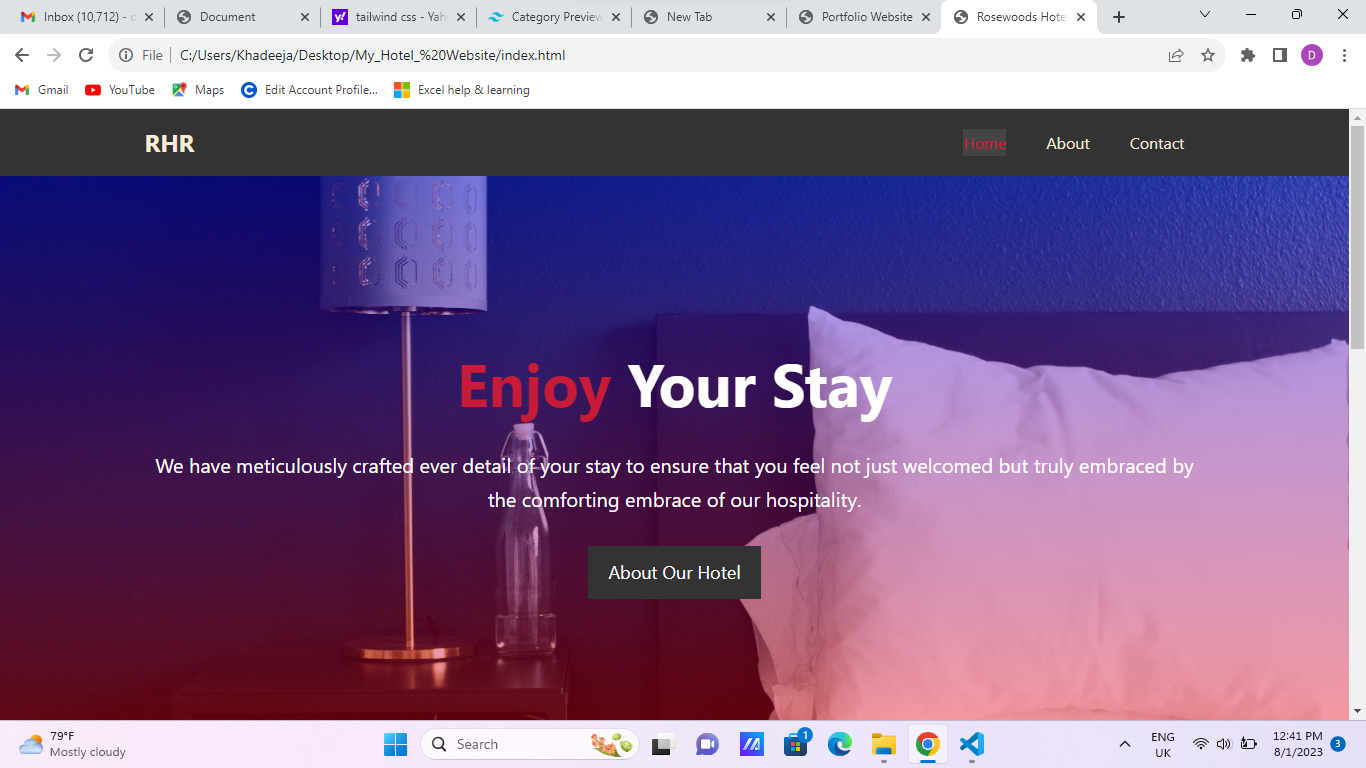 Inbox (10,712) - d
Document
tailwind css - Yah
Category Preview
New Tab
Portfolio Website
Rosewoods Hote
File
C:/Users/Khadeeja/Desktop/My_Hotel_%20Website/index.html
D
Gmail
YouTube
Maps
Edit Account Profile...
Excel help & learning
RHR
Home
About
Contact
Enjoy Your Stay
We have meticulously crafted ever detail of your stay to ensure that you feel not just welcomed but truly embraced by
the comforting embrace of our hospitality.
About Our Hotel
79°F
Mostly cloudy
Search
1
ENG
UK
12:41 PM
8/1/2023
3